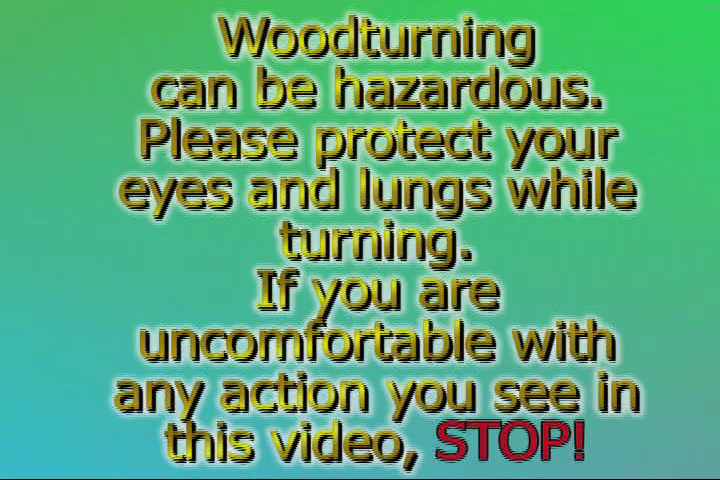 Woodturning
can be hazardous.
Please protect your
eyes and lungs while
turning.
If you are
uncomfortable with
any action you see in
this video, STOP!